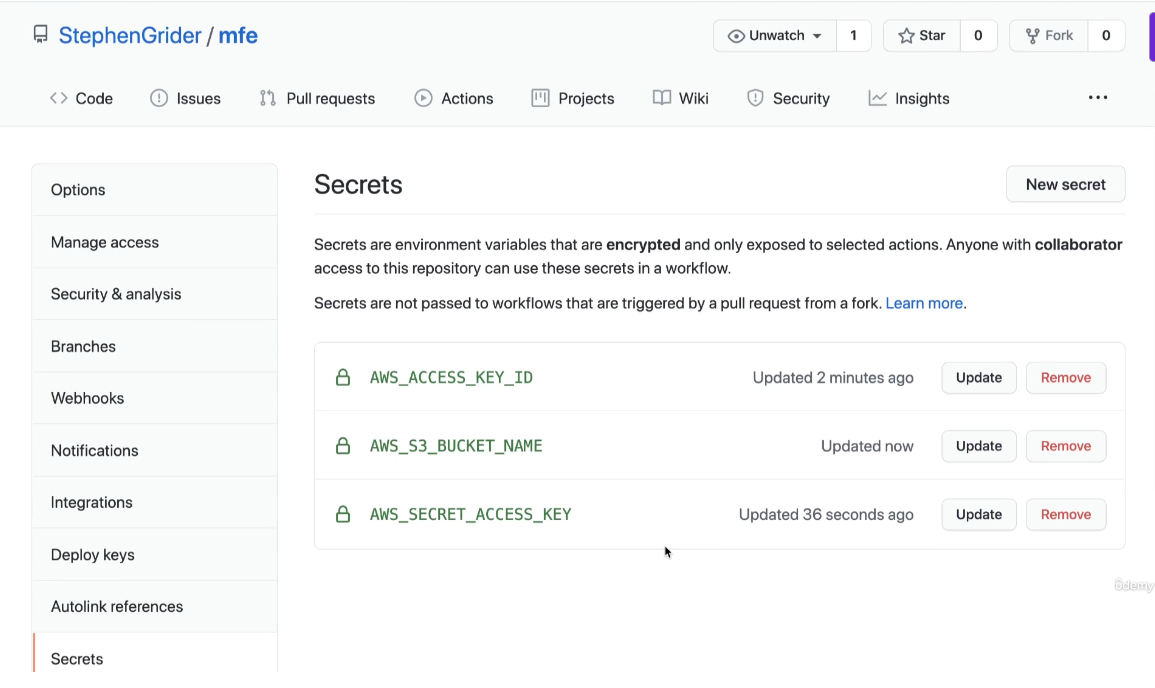 StephenGrider / mfe
Unwatch 1 Star 0 Fork 0
Code Issues Pull requests Actions Projects Wiki Security Insights
Options
Manage access
Security & analysis
Branches
Webhooks
Notifications
Integrations
Deploy keys
Autolink references
Secrets
Secrets
New secret
Secrets are environment variables that are encrypted and only exposed to selected actions. Anyone with collaborator
access to this repository can use these secrets in a workflow.
Secrets are not passed to workflows that are triggered by a pull request from a fork. Learn more.
AWS_ACCESS_KEY_ID Updated 2 minutes ago Update Remove
AWS_S3_BUCKET_NAME Updated now Update Remove
AWS_SECRET_ACCESS_KEY Updated 36 seconds ago Update Remove
ûdemy